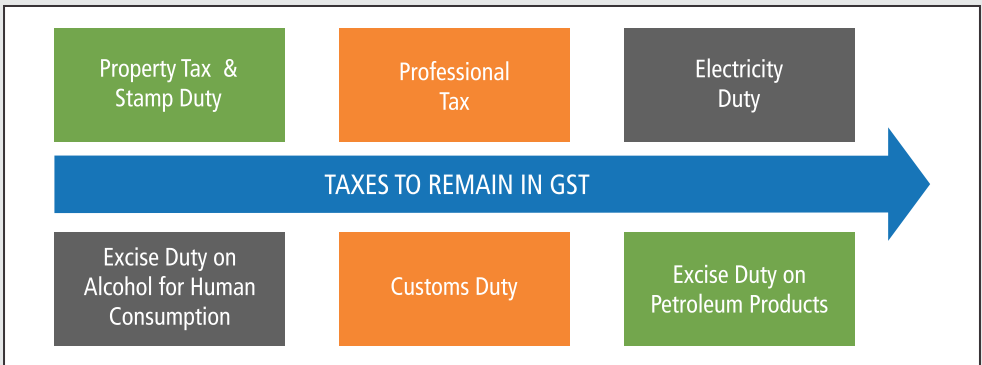 Property Tax &
Stamp Duty
Professional
Tax
Electricity
Duty
TAXES TO REMAIN IN GST
Excise Duty on
Alcohol for Human
Consumption
Customs Duty
Excise Duty on
Petroleum Products